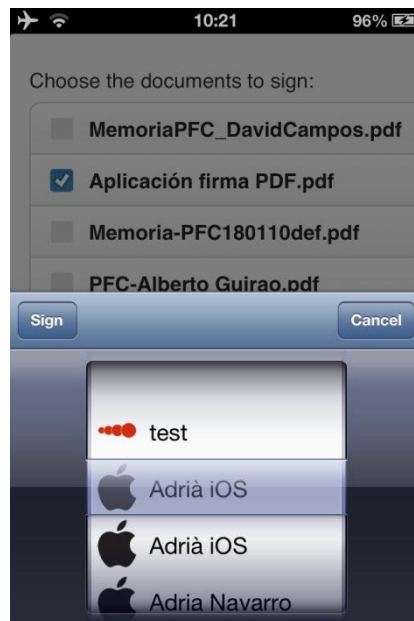 10:21
96%
Choose the documents to sign:
MemoriaPFC_DavidCampos.pdf
Aplicación firma PDF.pdf
Memoria-PFC180110def.pdf
PFC-Alberto Guirao.pdf
Sign
Cancel
test
Adrià iOS
Adrià iOS
Adria Navarro